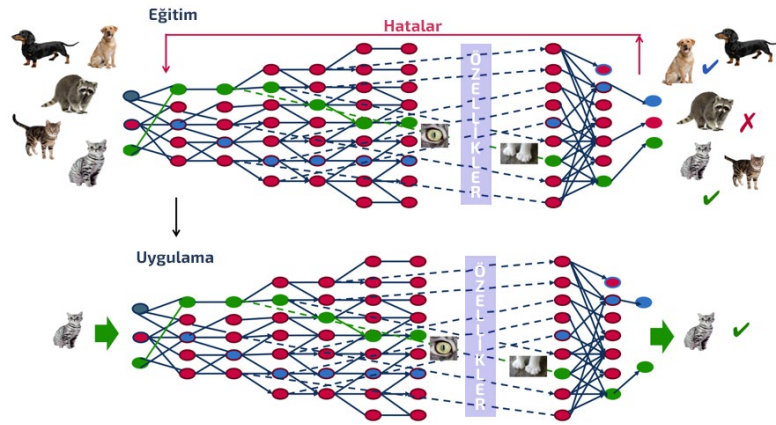 Eğitim
Hatalar
ÖZELLİKLER
Uygulama
ÖZELLİKLER